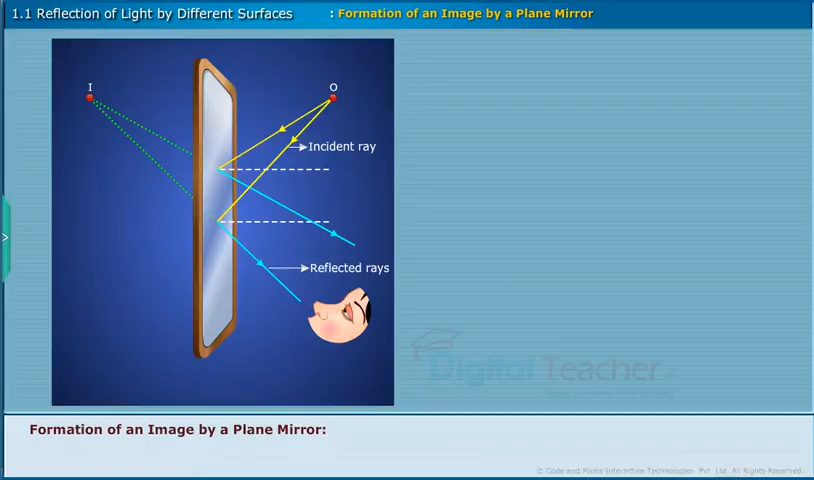 1.1 Reflection of Light by Different Surfaces : Formation of an Image by a Plane Mirror
I
O
Incident ray
Reflected rays
>
Digital Teacher
Formation of an Image by a Plane Mirror:
© Code and Pixels Interactive Technologies Pvt. Ltd. All Rights Reserved